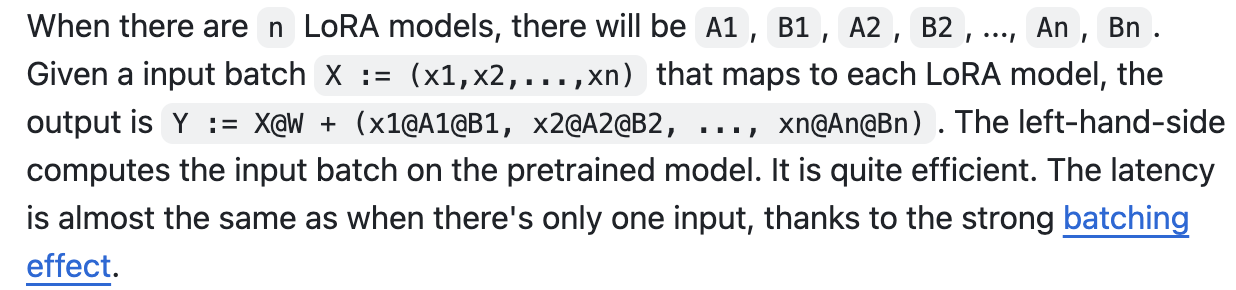 When there are n LoRA models, there will be A1, B1, A2, B2, ..., An, Bn.
Given a input batch X := (x1,x2,...,xn) that maps to each LoRA model, the
output is Y := X@W + (x1@A1@B1, x2@A2@B2, ..., xn@An@Bn). The left-hand-side
computes the input batch on the pretrained model. It is quite efficient. The latency
is almost the same as when there's only one input, thanks to the strong batching
effect.